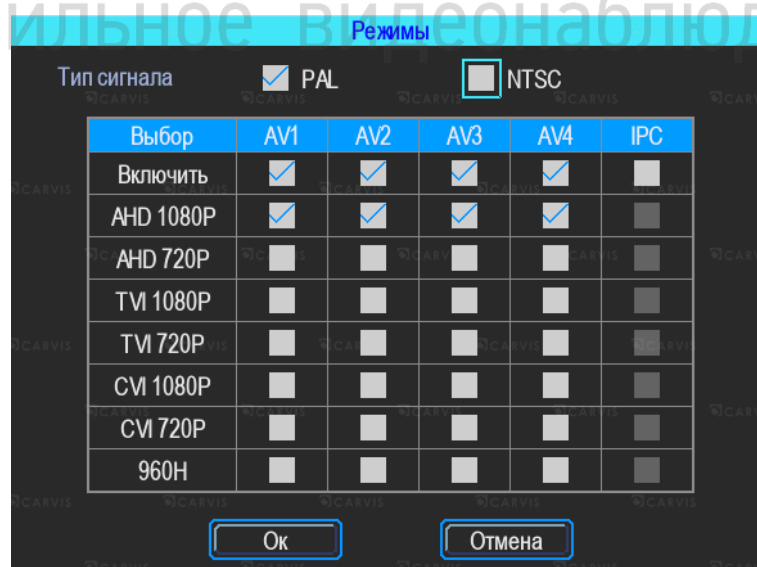 Режимы
Тип сигнала PAL NTSC
Выбор AV1 AV2 AV3 AV4 IPC
Включить
AHD 1080P
AHD 720P
TVI 1080P
TVI 720P
CVI 1080P
CVI 720P
960H
Ок Отмена
CARVIS